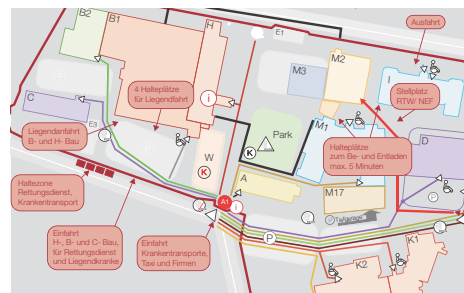 B2
B1
H
E1
Ausfahrt
M2
M3
I
4 Halteplätze
für Liegendfahrt
i
Stellplatz
RTW/ NEF
C
E3
Liegendanfahrt
B- und H- Bau
Park
K
M1
Halteplätze
zum Be- und Entladen
max. 5 Minuten
D
W
K
A
Haltezone
Rettungsdienst,
Krankentransport
M17
A1
i
P
Tiefgarage
P
Einfahrt
H-, B- und C- Bau,
für Rettungsdienst
und Liegendkranke
Einfahrt
Krankentransporte,
Taxi und Firmen
K1
K2